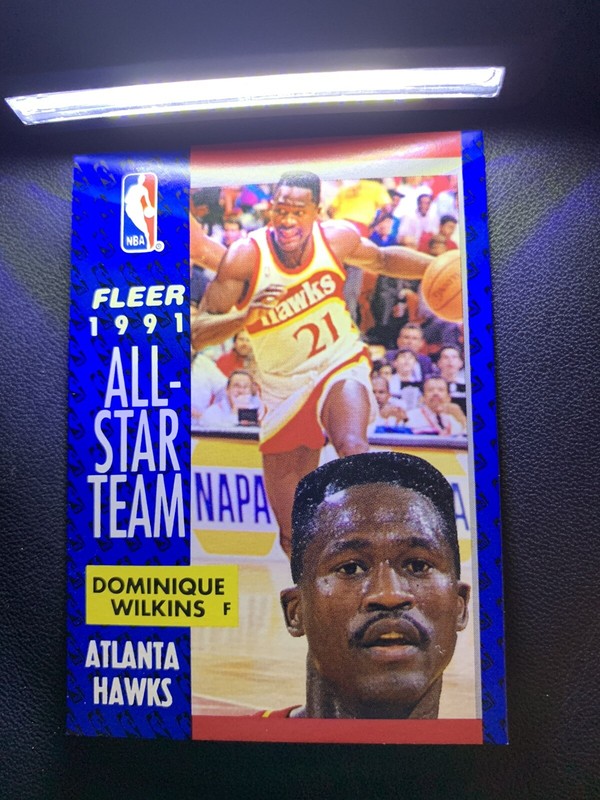 NBA
FLEER
1991
ALL-
STAR
TEAM
DOMINIQUE
WILKINS F
ATLANTA
HAWKS
Hawks
21
NAPA
A